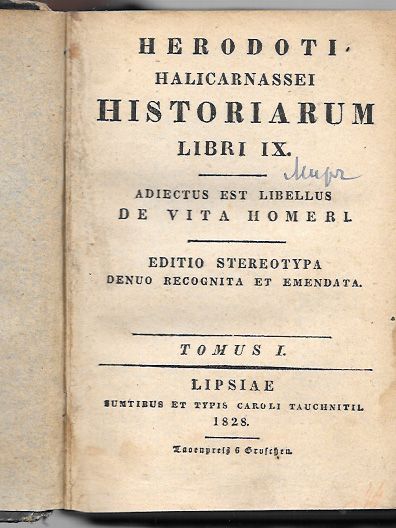 HERODOTI
HALICARNASSEI
HISTORIARUM
LIBRI IX.
ADIECTUS EST LIBELLUS
DE VITA HOMERI.
EDITIO STEREOTYPA
DENUO RECOGNITA ET EMENDATA.
TOMUS I.
LIPSIAE
SUMTIBUS ET TYPIS CAROLI TAUCHNITII.
1828.
6 Groschen.